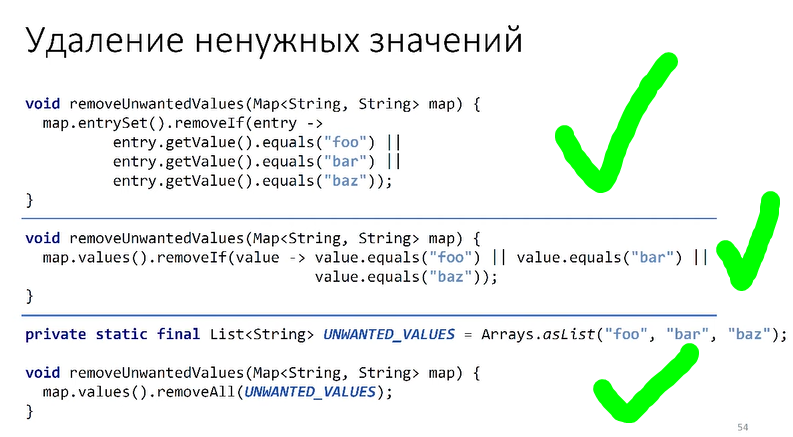 Удаление ненужных значений
void removeUnwantedValues(Map<String, String> map) {
map.entrySet().removeIf(entry ->
entry.getValue().equals("foo") ||
entry.getValue().equals("bar") ||
entry.getValue().equals("baz"));
}
void removeUnwantedValues(Map<String, String> map) {
map.values().removeIf(value -> value.equals("foo") || value.equals("bar") ||
value.equals("baz"));
}
private static final List<String> UNWANTED_VALUES = Arrays.asList("foo", "bar", "baz");
void removeUnwantedValues(Map<String, String> map) {
map.values().removeAll(UNWANTED_VALUES);
}
54